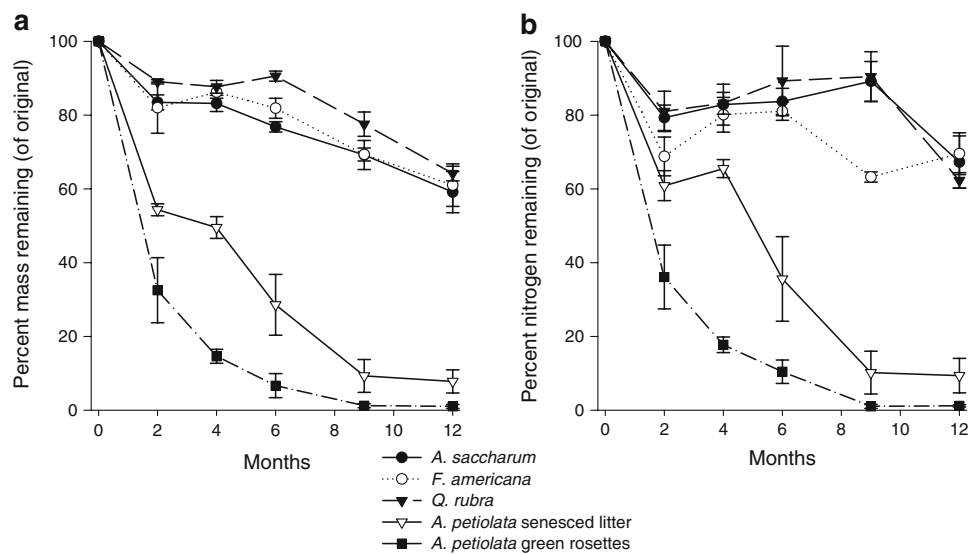 a
b
Percent mass remaining (of original)
100
80
60
40
20
0
0 2 4 6 8 10 12
Months
Percent nitrogen remaining (of original)
100
80
60
40
20
0
0 2 4 6 8 10 12
Months
A. saccharum
F. americana
Q. rubra
A. petiolata senesced litter
A. petiolata green rosettes